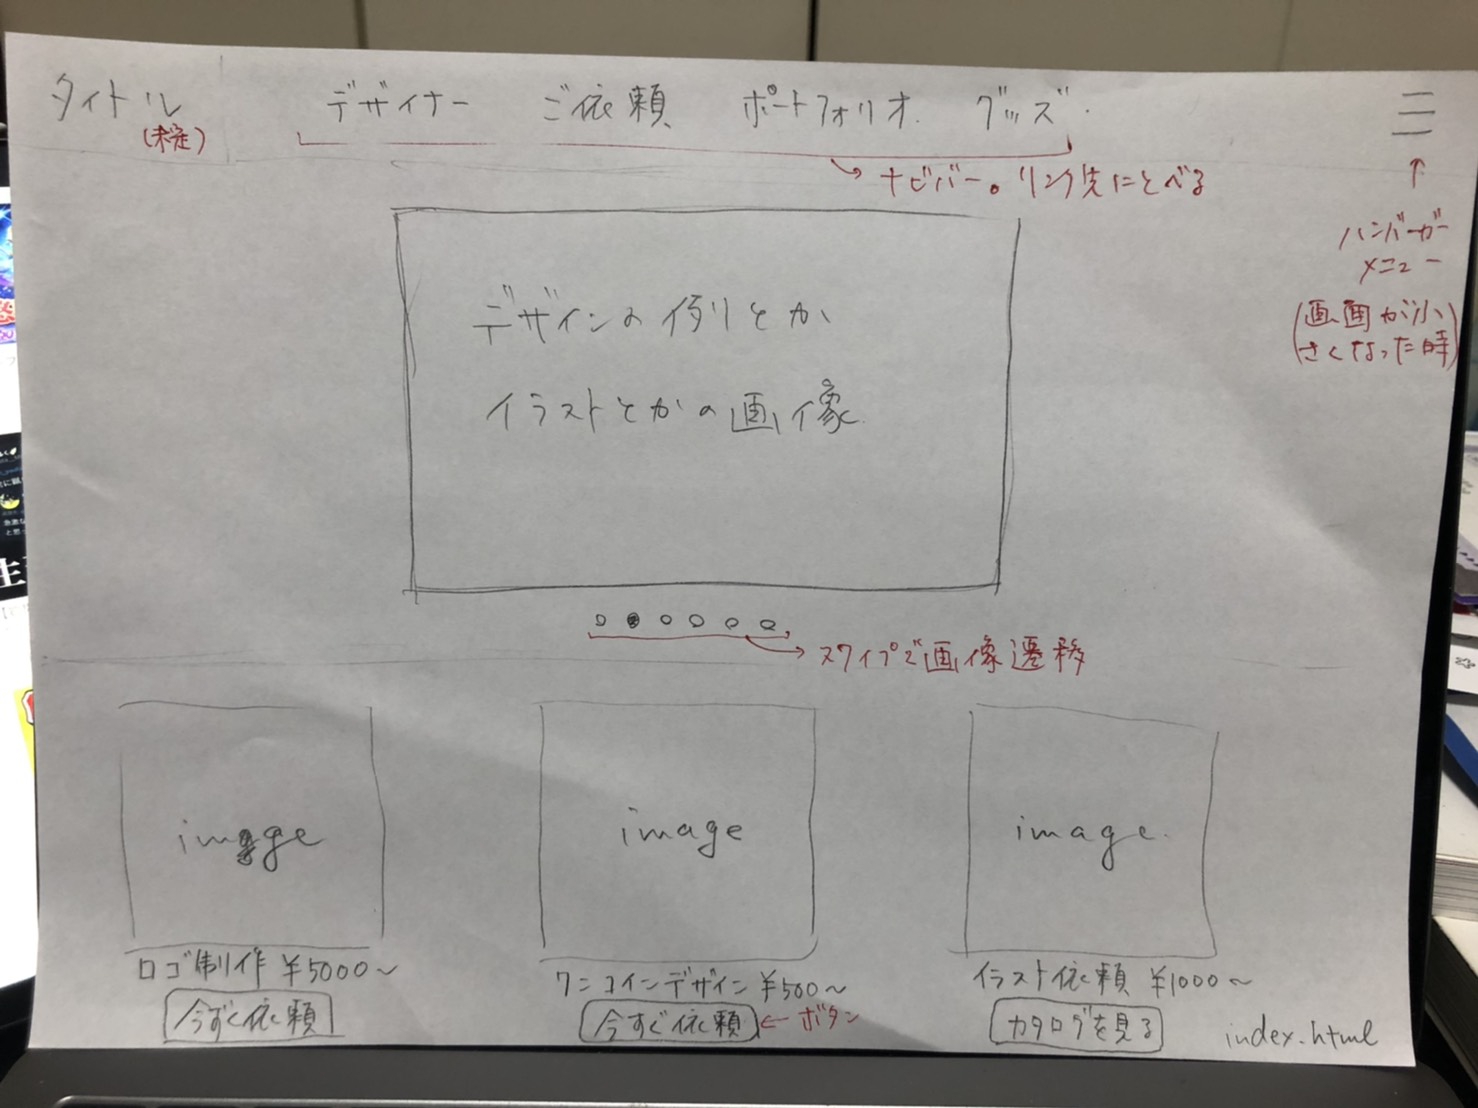 タイトル
(未定)
デザイナー ご依頼 ポートフォリオ グッズ
→ ナビバー。リンク先にとべる
↑
ハンバーガー
メニュー
(画面が小
さくなった時)
デザインの例とか
イラストとかの画像
→ スワイプで画像遷移
image
image
image
ロゴ制作 ¥5000~
ワンコインデザイン ¥500~
イラスト依頼 ¥1000~
今すぐ依頼
今すぐ依頼 ← ボタン
カタログを見る
index.html